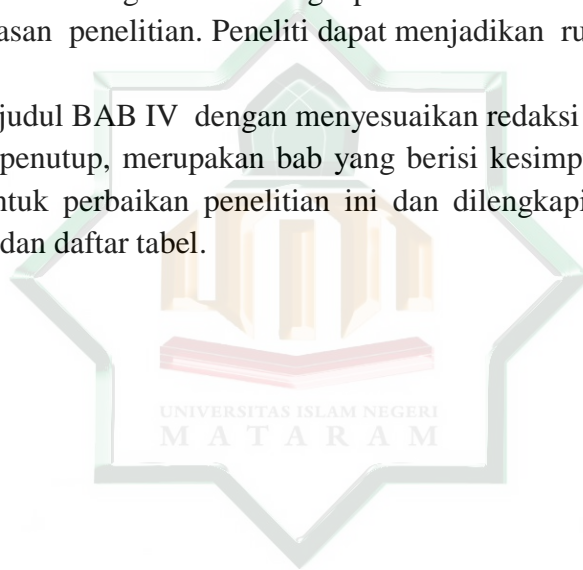 asan penelitian. Peneliti dapat menjadikan ru
judul BAB IV dengan menyesuaikan redaksi
penutup, merupakan bab yang berisi kesimp
ntuk perbaikan penelitian ini dan dilengkapi
dan daftar tabel.
UNIVERSITAS ISLAM NEGERI
MATARAM